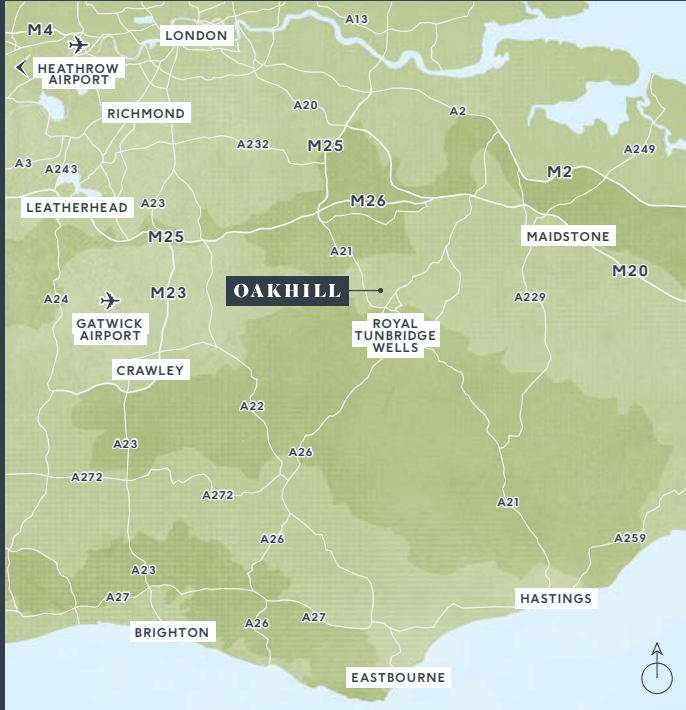 A13
M4
LONDON
HEATHROW
AIRPORT
A20
RICHMOND
A2
A232
M25
A249
A3
A243
M2
M26
LEATHERHEAD
A23
M25
MAIDSTONE
A21
M20
M23
OAKHILL
A24
A229
GATWICK
AIRPORT
ROYAL
TUNBRIDGE
WELLS
CRAWLEY
A22
A23
A26
A272
A272
A21
A26
A259
A23
A27
HASTINGS
A27
A26
BRIGHTON
EASTBOURNE